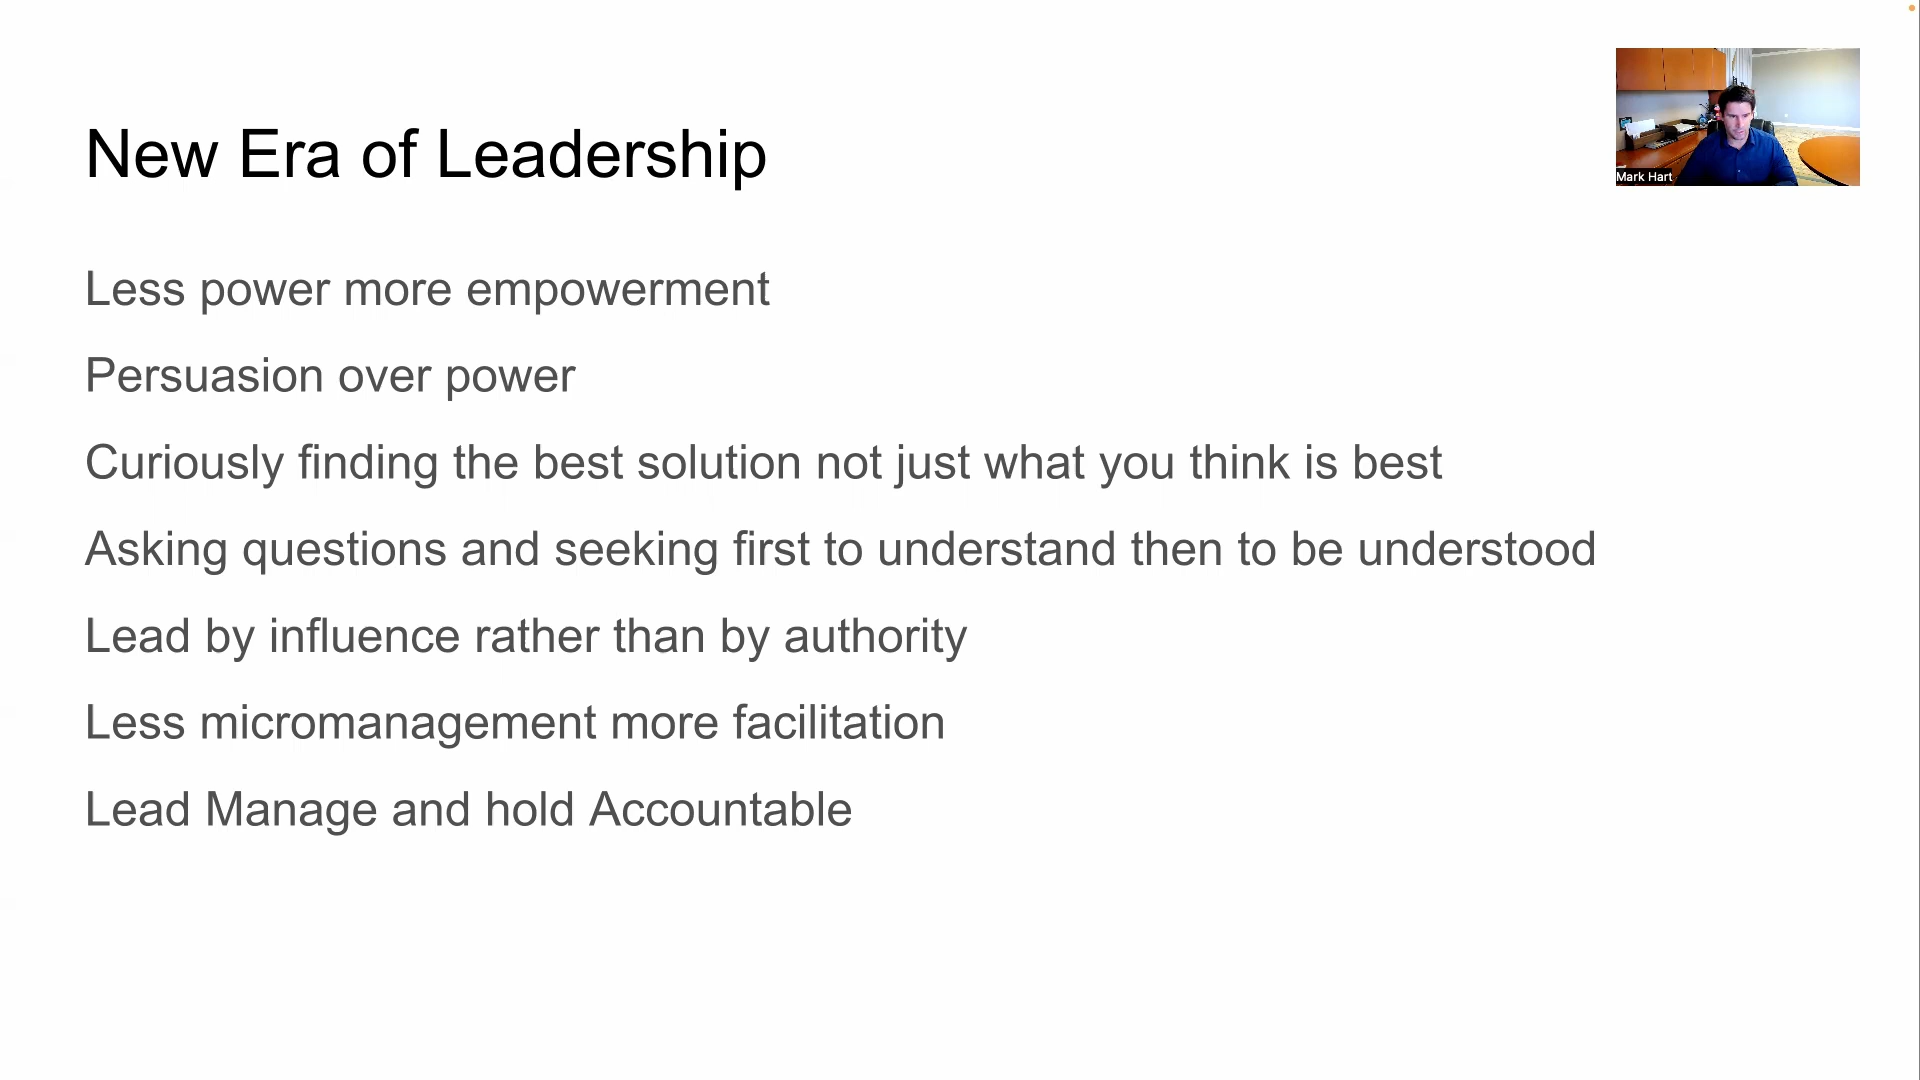 New Era of Leadership
Mark Hart
Less power more empowerment
Persuasion over power
Curiously finding the best solution not just what you think is best
Asking questions and seeking first to understand then to be understood
Lead by influence rather than by authority
Less micromanagement more facilitation
Lead Manage and hold Accountable